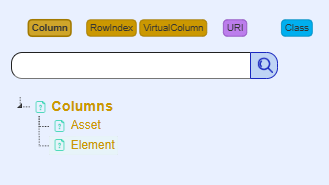 Column RowIndex VirtualColumn URI Class
Columns
Asset
Element